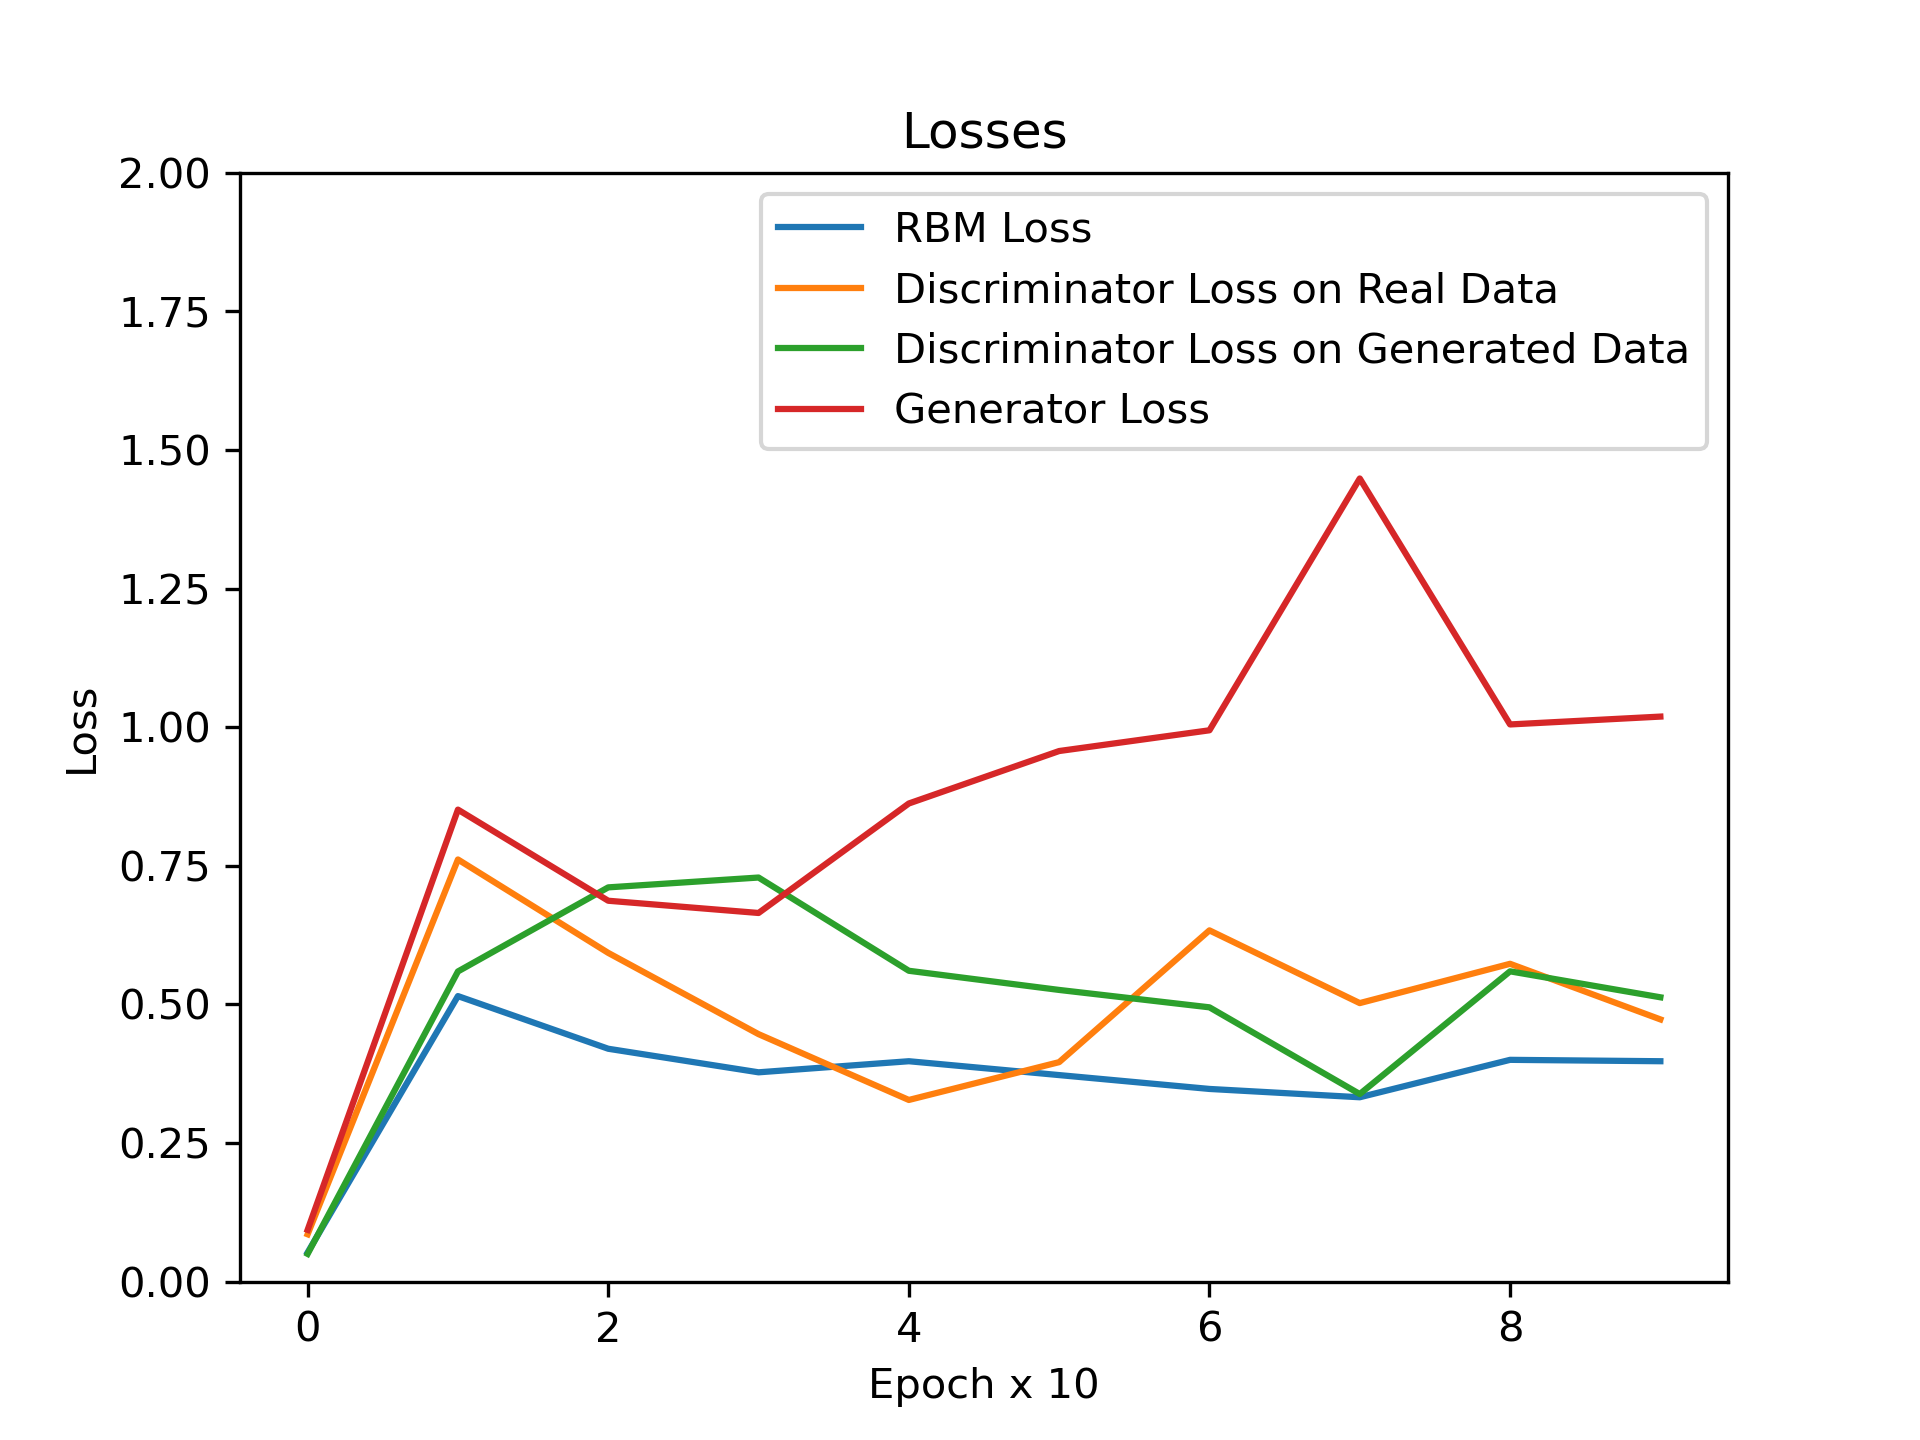 Losses
2.00
1.75
1.50
1.25
1.00
0.75
0.50
0.25
0.00
Loss
RBM Loss
Discriminator Loss on Real Data
Discriminator Loss on Generated Data
Generator Loss
0 2 4 6 8
Epoch x 10